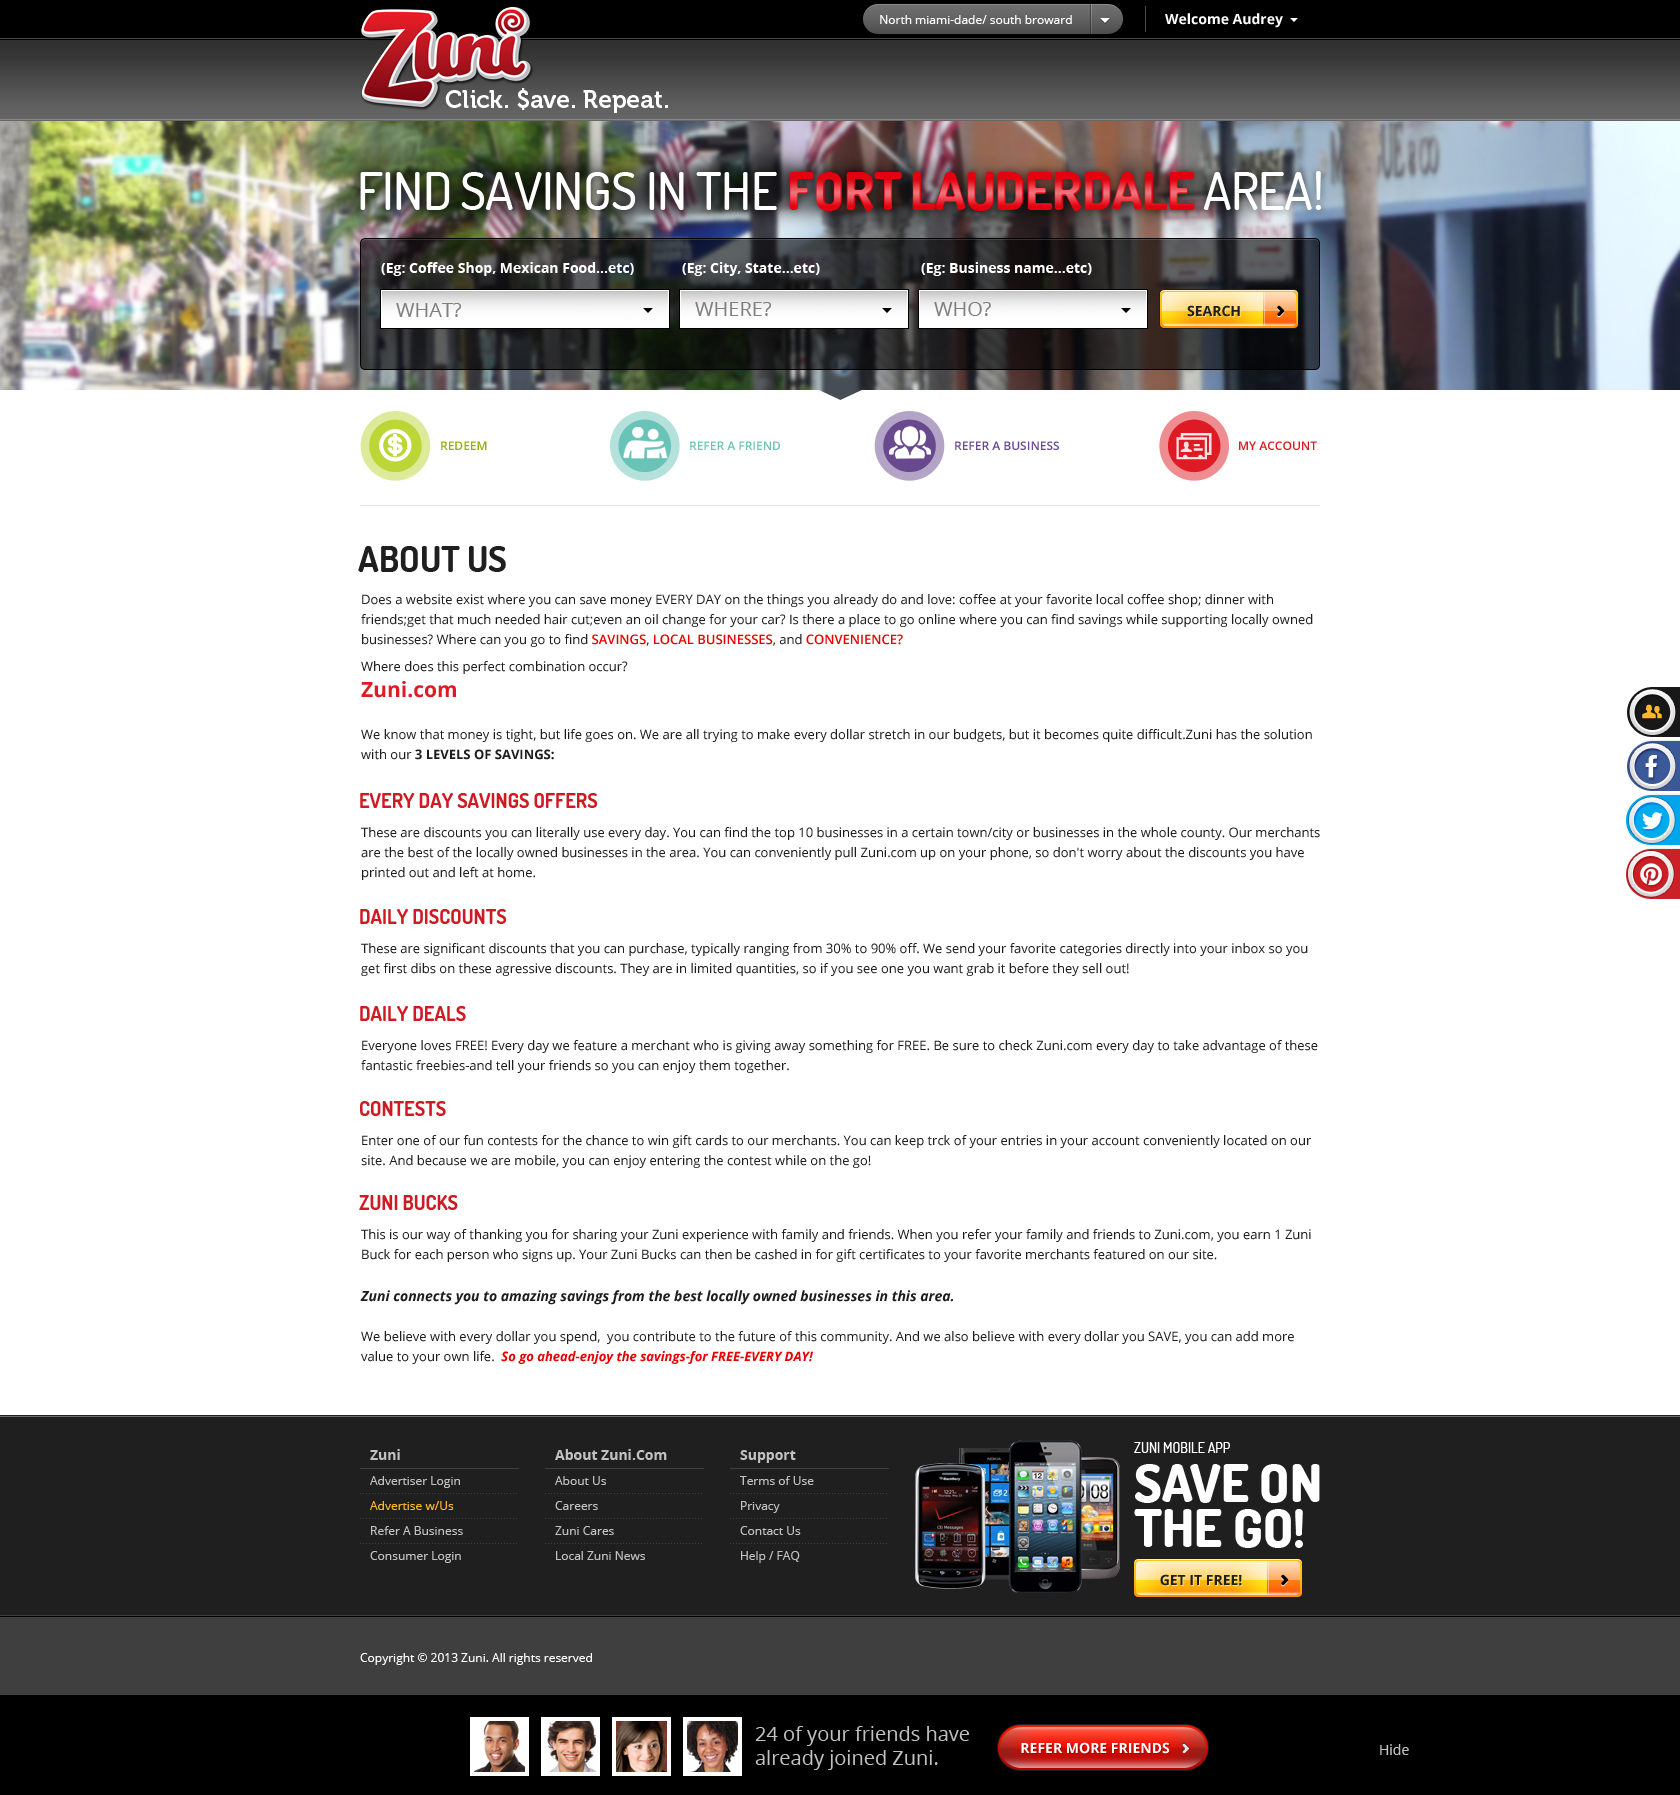 North miami-dade/ south broward
Welcome Audrey
Zuni
Click. $ave. Repeat.
FIND SAVINGS IN THE FORT LAUDERDALE AREA!
(Eg: Coffee Shop, Mexican Food...etc)
(Eg: City, State...etc)
(Eg: Business name...etc)
WHAT?
WHERE?
WHO?
SEARCH
REDEEM
REFER A FRIEND
REFER A BUSINESS
MY ACCOUNT
ABOUT US
Does a website exist where you can save money EVERY DAY on the things you already do and love: coffee at your favorite local coffee shop; dinner with
friends;get that much needed hair cut;even an oil change for your car? Is there a place to go online where you can find savings while supporting locally owned
businesses? Where can you go to find SAVINGS, LOCAL BUSINESSES, and CONVENIENCE?
Where does this perfect combination occur?
Zuni.com
We know that money is tight, but life goes on. We are all trying to make every dollar stretch in our budgets, but it becomes quite difficult.Zuni has the solution
with our 3 LEVELS OF SAVINGS:
EVERY DAY SAVINGS OFFERS
These are discounts you can literally use every day. You can find the top 10 businesses in a certain town/city or businesses in the whole county. Our merchants
are the best of the locally owned businesses in the area. You can conveniently pull Zuni.com up on your phone, so don't worry about the discounts you have
printed out and left at home.
DAILY DISCOUNTS
These are significant discounts that you can purchase, typically ranging from 30% to 90% off. We send your favorite categories directly into your inbox so you
get first dibs on these agressive discounts. They are in limited quantities, so if you see one you want grab it before they sell out!
DAILY DEALS
Everyone loves FREE! Every day we feature a merchant who is giving away something for FREE. Be sure to check Zuni.com every day to take advantage of these
fantastic freebies-and tell your friends so you can enjoy them together.
CONTESTS
Enter one of our fun contests for the chance to win gift cards to our merchants. You can keep trck of your entries in your account conveniently located on our
site. And because we are mobile, you can enjoy entering the contest while on the go!
ZUNI BUCKS
This is our way of thanking you for sharing your Zuni experience with family and friends. When you refer your family and friends to Zuni.com, you earn 1 Zuni
Buck for each person who signs up. Your Zuni Bucks can then be cashed in for gift certificates to your favorite merchants featured on our site.
Zuni connects you to amazing savings from the best locally owned businesses in this area.
We believe with every dollar you spend,  you contribute to the future of this community. And we also believe with every dollar you SAVE, you can add more
value to your own life.  So go ahead-enjoy the savings-for FREE-EVERY DAY!
Zuni
Advertiser Login
Advertise w/Us
Refer A Business
Consumer Login
About Zuni.Com
About Us
Careers
Zuni Cares
Local Zuni News
Support
Terms of Use
Privacy
Contact Us
Help / FAQ
ZUNI MOBILE APP
SAVE ON
THE GO!
GET IT FREE!
Copyright © 2013 Zuni. All rights reserved
24 of your friends have
already joined Zuni.
REFER MORE FRIENDS
Hide